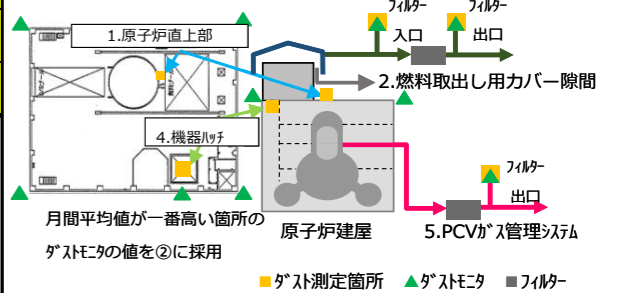 フィルター
フィルター
1.原子炉直上部
入口
出口
2.燃料取出し用カバー隙間
4.機器ハッチ
フィルター
出口
月間平均値が一番高い箇所の
ダストモニタの値を②に採用
原子炉建屋
5.PCVガス管理システム
ダスト測定箇所 ダストモニタ フィルター